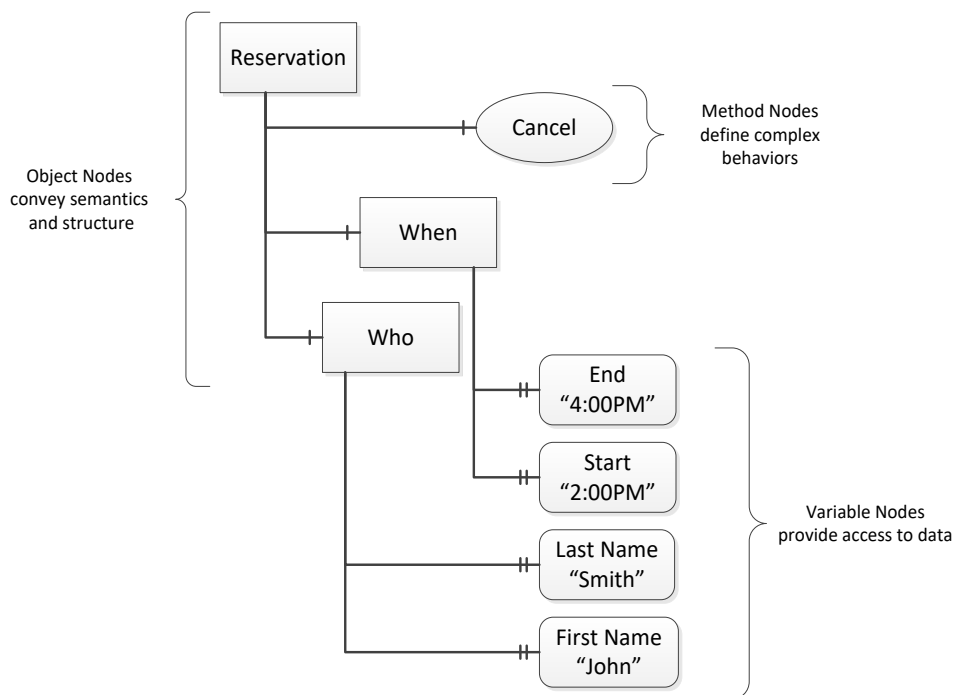 Reservation
Cancel
Method Nodes
define complex
behaviors
Object Nodes
convey semantics
and structure
When
Who
End
“4:00PM”
Start
“2:00PM”
Variable Nodes
provide access to data
Last Name
“Smith”
First Name
“John”